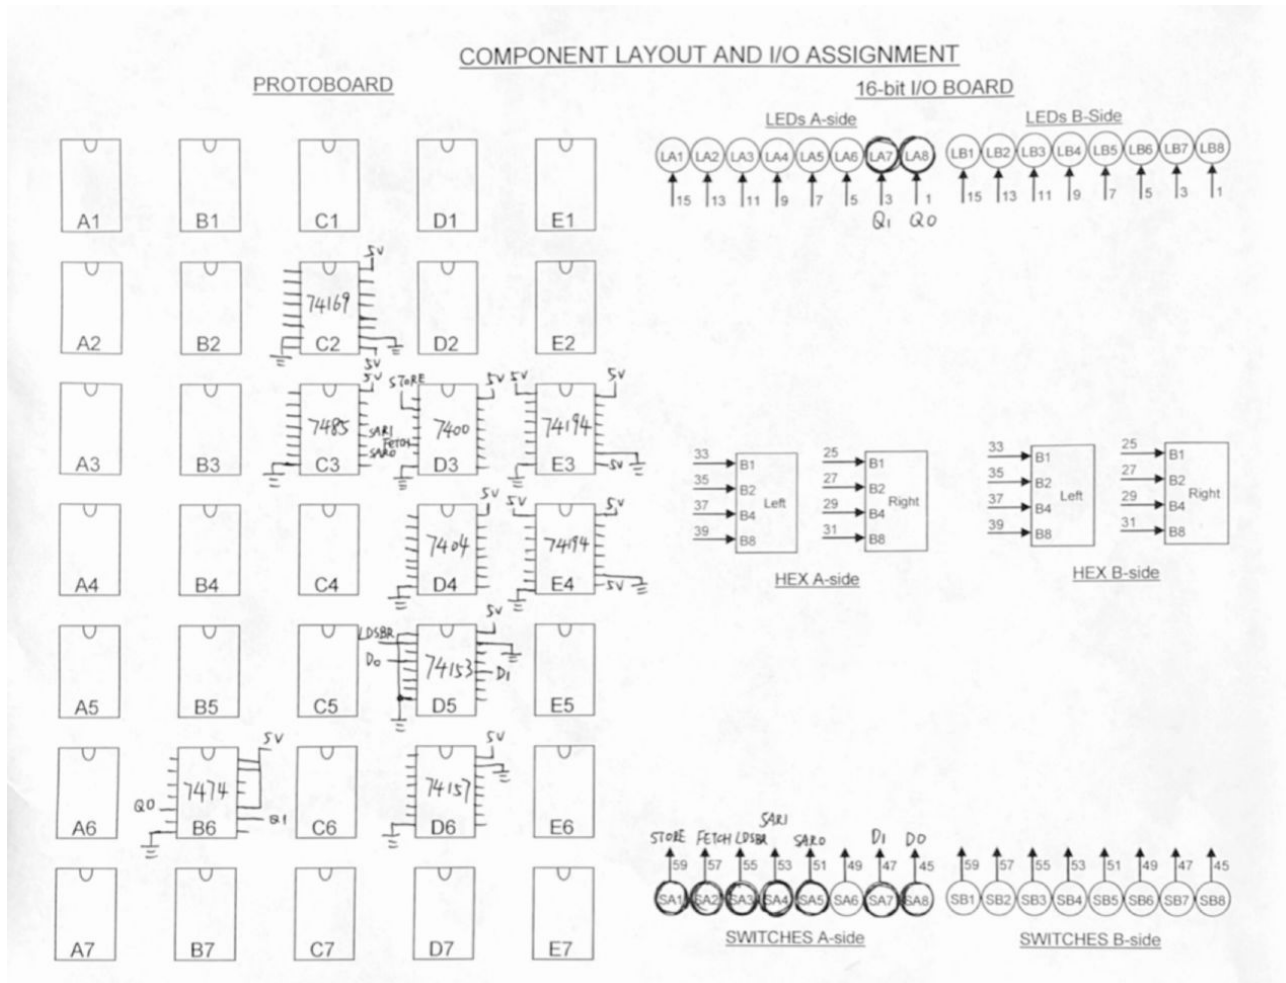 COMPONENT LAYOUT AND I/O ASSIGNMENT
PROTOBOARD
16-bit I/O BOARD
LEDs A-side LEDs B-Side
LA1 LA2 LA3 LA4 LA5 LA6 LA7 LA8 LB1 LB2 LB3 LB4 LB5 LB6 LB7 LB8
15 13 11 9 7 5 3 1 15 13 11 9 7 5 3 1
Q1 Q0
A1 B1 C1 D1 E1
5V
74169
A2 B2 C2 D2 E2
5V
5V STORE 5V 5V 5V
7485 SAR1 FETCH SAR0 7400 74194
A3 B3 C3 D3 E3 5V
33 B1 25 B1 33 B1 25 B1
35 B2 27 B2 35 B2 27 B2
37 B4 29 B4 37 B4 29 B4
39 B8 31 B8 39 B8 31 B8
Left Right Left Right
HEX A-side HEX B-side
5V 5V 5V
7404 74194
A4 B4 C4 D4 E4 5V
5V
LDSBR
D0 74153 D1
A5 B5 C5 D5 E5
5V 5V
7474 74157
Q0 Q1
A6 B6 C6 D6 E6
STORE FETCH LDSBR SAR1 SAR0 D1 D0
59 57 55 53 51 49 47 45 59 57 55 53 51 49 47 45
SA1 SA2 SA3 SA4 SA5 SA6 SA7 SA8 SB1 SB2 SB3 SB4 SB5 SB6 SB7 SB8
SWITCHES A-side SWITCHES B-side
A7 B7 C7 D7 E7